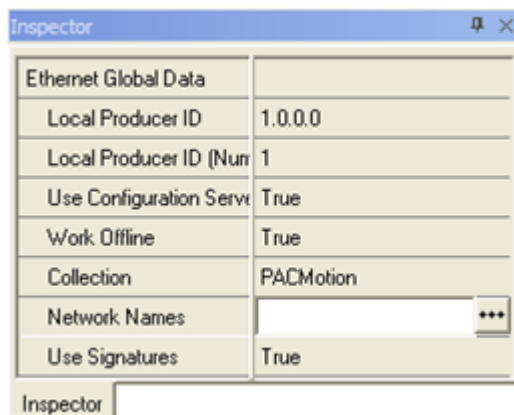 Inspector
Ethernet Global Data
Local Producer ID 1.0.0.0
Local Producer ID (Num 1
Use Configuration Serve True
Work Offline True
Collection PACMotion
Network Names
Use Signatures True
Inspector